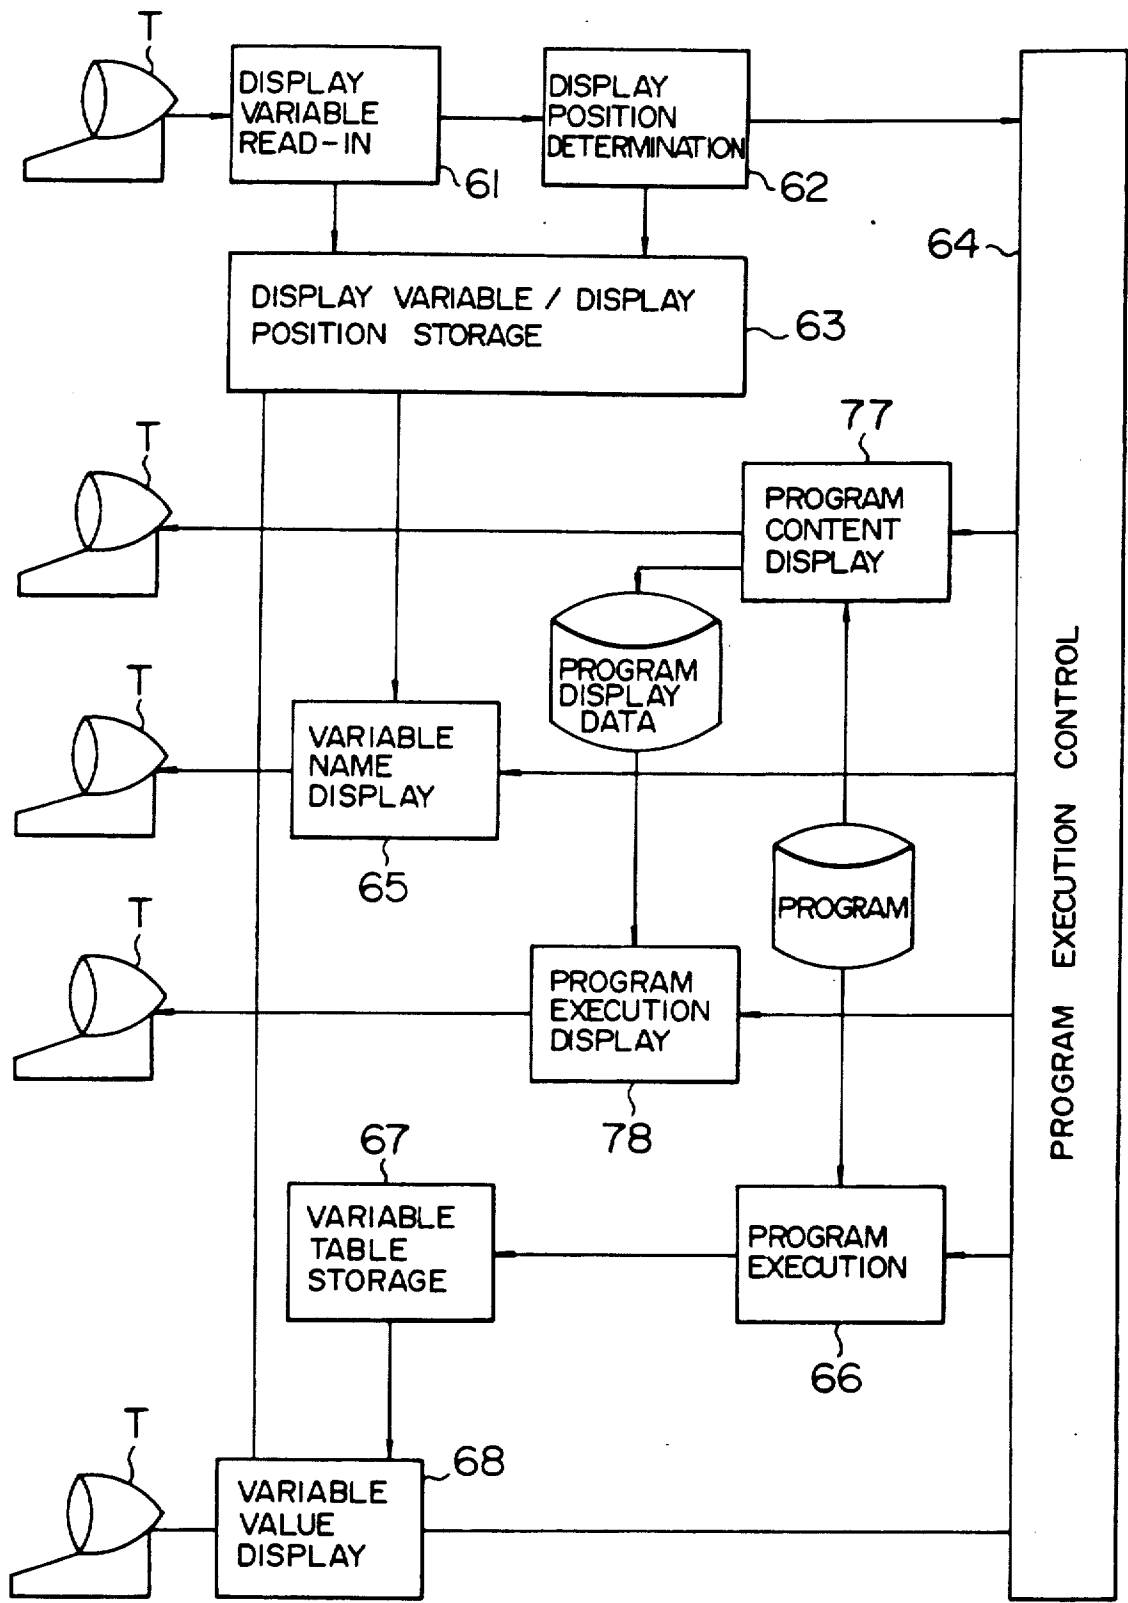 T
DISPLAY
VARIABLE
READ-IN
61
DISPLAY
POSITION
DETERMINATION
62
64
DISPLAY VARIABLE / DISPLAY
POSITION STORAGE
63
T
77
PROGRAM
CONTENT
DISPLAY
PROGRAM
DISPLAY
DATA
T
VARIABLE
NAME
DISPLAY
65
PROGRAM
PROGRAM EXECUTION CONTROL
T
PROGRAM
EXECUTION
DISPLAY
78
67
VARIABLE
TABLE
STORAGE
PROGRAM
EXECUTION
66
T
68
VARIABLE
VALUE
DISPLAY